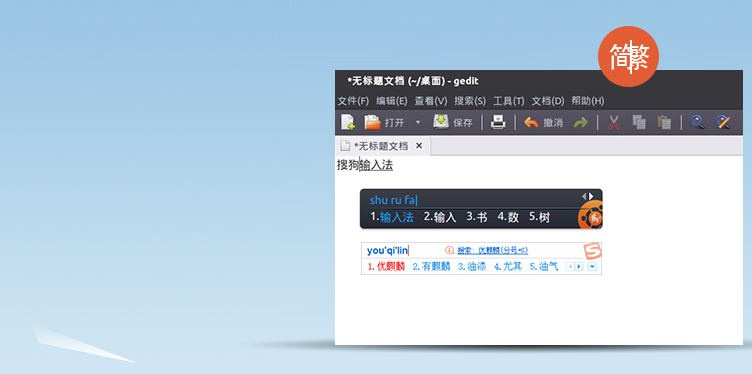 简繁
*无标题文档 (~/桌面) - gedit
文件(F) 编辑(E) 查看(V) 搜索(S) 工具(T) 文档(D) 帮助(H)
打开 保存 撤消
*无标题文档 ×
搜狗输入法
shu ru fa
1.输入法 2.输入 3.书 4.数 5.树
you'qi'lin 搜索: 优麒麟(分号+S) S
1.优麒麟 2.有麒麟 3.油漆 4.尤其 5.油气